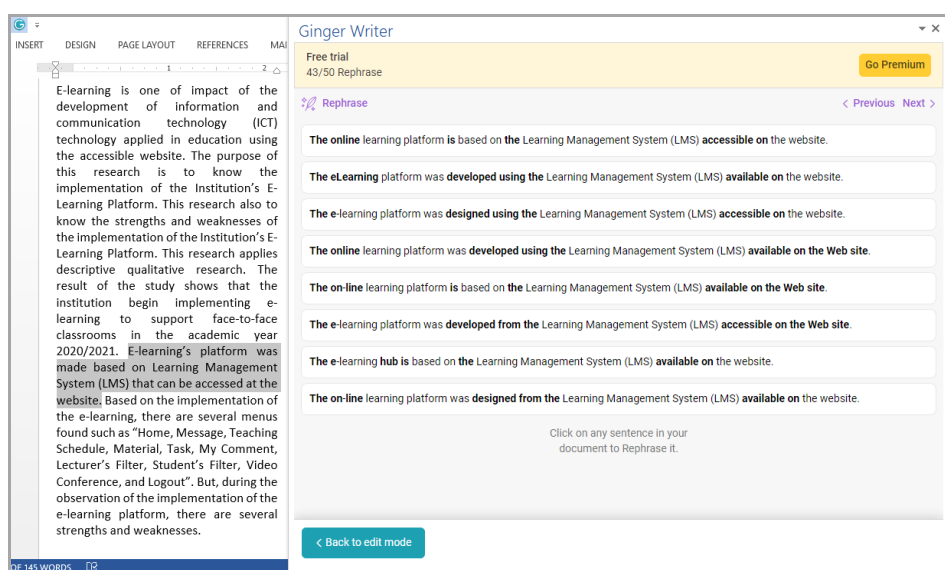 Ginger Writer
INSERT DESIGN PAGE LAYOUT REFERENCES MAI
1 2
E-learning is one of impact of the
development of information and
communication technology (ICT)
technology applied in education using
the accessible website. The purpose of
this research is to know the
implementation of the Institution's E-
Learning Platform. This research also to
know the strengths and weaknesses of
the implementation of the Institution's E-
Learning Platform. This research applies
descriptive qualitative research. The
result of the study shows that the
institution begin implementing e-
learning to support face-to-face
classrooms in the academic year
2020/2021. E-learning's platform was
made based on Learning Management
System (LMS) that can be accessed at the
website. Based on the implementation of
the e-learning, there are several menus
found such as "Home, Message, Teaching
Schedule, Material, Task, My Comment,
Lecturer's Filter, Student's Filter, Video
Conference, and Logout". But, during the
observation of the implementation of the
e-learning platform, there are several
strengths and weaknesses.
OF 145 WORDS
Free trial
43/50 Rephrase
Go Premium
Rephrase
< Previous Next >
The online learning platform is based on the Learning Management System (LMS) accessible on the website.
The eLearning platform was developed using the Learning Management System (LMS) available on the website.
The e-learning platform was designed using the Learning Management System (LMS) accessible on the website.
The online learning platform was developed using the Learning Management System (LMS) available on the Web site.
The on-line learning platform is based on the Learning Management System (LMS) available on the Web site.
The e-learning platform was developed from the Learning Management System (LMS) accessible on the Web site.
The e-learning hub is based on the Learning Management System (LMS) available on the website.
The on-line learning platform was designed from the Learning Management System (LMS) available on the website.
Click on any sentence in your
document to Rephrase it.
< Back to edit mode